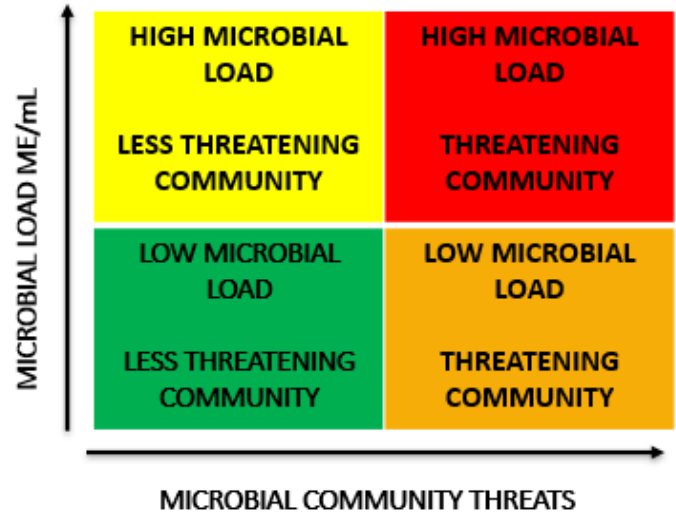 MICROBIAL LOAD ME/mL
HIGH MICROBIAL
LOAD
LESS THREATENING
COMMUNITY
HIGH MICROBIAL
LOAD
THREATENING
COMMUNITY
LOW MICROBIAL
LOAD
LESS THREATENING
COMMUNITY
LOW MICROBIAL
LOAD
THREATENING
COMMUNITY
MICROBIAL COMMUNITY THREATS